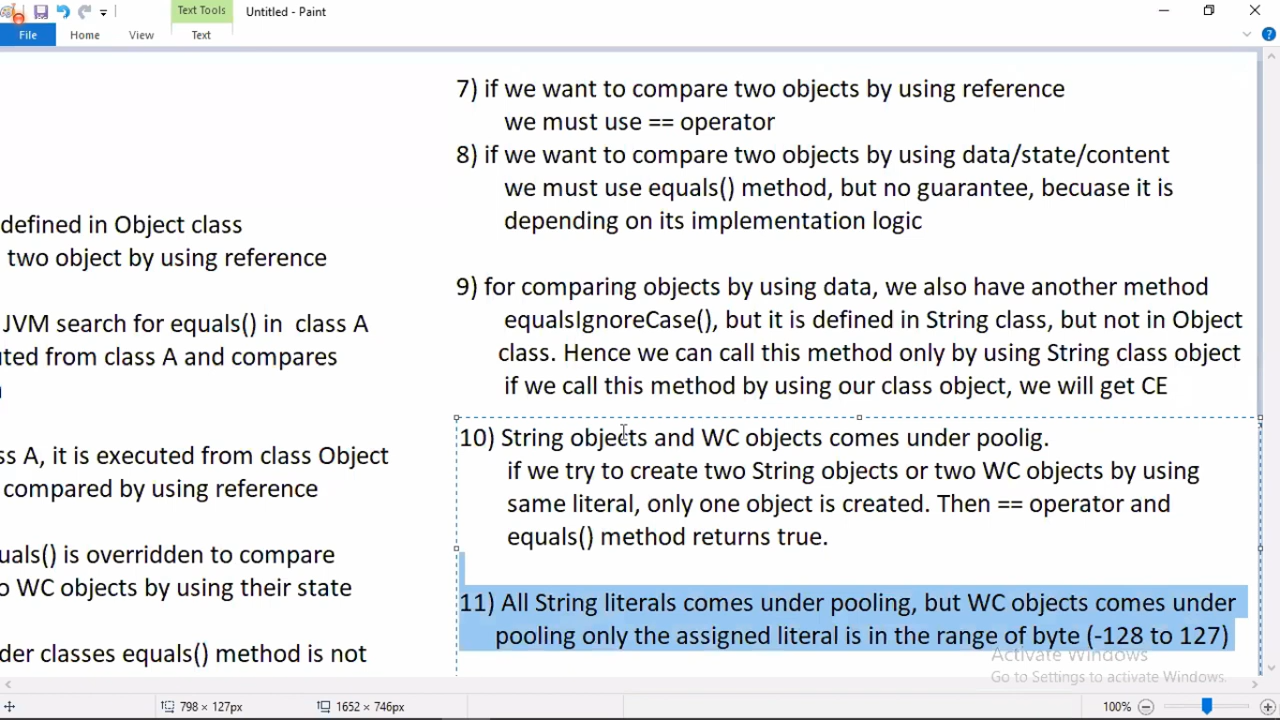 Text Tools
Untitled - Paint
File
Home
View
Text
defined in Object class
two object by using reference
JVM search for equals() in class A
uted from class A and compares
ss A, it is executed from class Object
compared by using reference
uals() is overridden to compare
o WC objects by using their state
der classes equals() method is not
7) if we want to compare two objects by using reference
we must use == operator
8) if we want to compare two objects by using data/state/content
we must use equals() method, but no guarantee, becuase it is
depending on its implementation logic
9) for comparing objects by using data, we also have another method
equalsIgnoreCase(), but it is defined in String class, but not in Object
class. Hence we can call this method only by using String class object
if we call this method by using our class object, we will get CE
10) String objects and WC objects comes under poolig.
if we try to create two String objects or two WC objects by using
same literal, only one object is created. Then == operator and
equals() method returns true.
11) All String literals comes under pooling, but WC objects comes under
pooling only the assigned literal is in the range of byte (-128 to 127)
Activate Windows
Go to Settings to activate Windows.
798 × 127px
1652 × 746px
100%